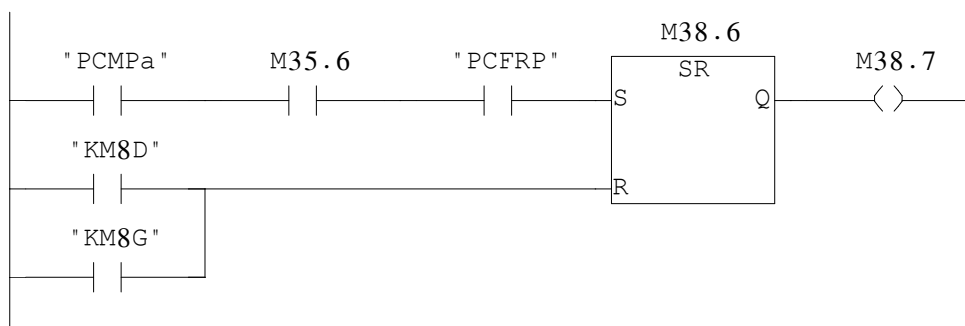 M38.6
"PCMPa" M35.6 "PCFRP" SR M38.7
S Q
"KM8D"
R
"KM8G"